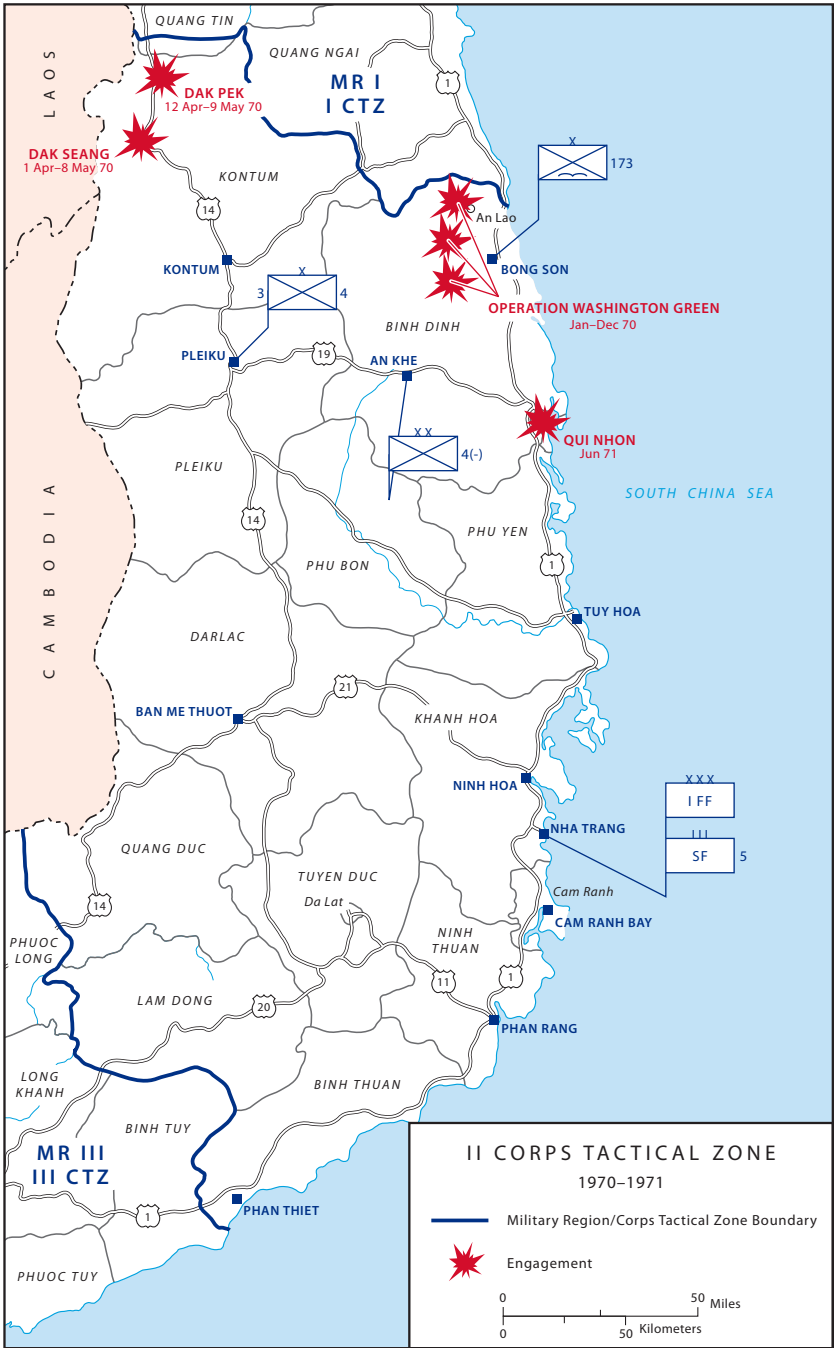 QUANG TIN
QUANG NGAI
LAOS
MR I
I CTZ
1
DAK PEK
12 Apr–9 May 70
DAK SEANG
1 Apr–8 May 70
KONTUM
14
X
173
An Lao
KONTUM
BONG SON
X
3
4
OPERATION WASHINGTON GREEN
Jan–Dec 70
BINH DINH
PLEIKU
19
AN KHE
X X
4(-)
QUI NHON
Jun 71
PLEIKU
SOUTH CHINA SEA
CAMBODIA
14
PHU YEN
PHU BON
1
TUY HOA
DARLAC
21
BAN ME THUOT
KHANH HOA
NINH HOA
X X X
I FF
NHA TRANG
III
SF
5
QUANG DUC
TUYEN DUC
Da Lat
Cam Ranh
CAM RANH BAY
14
NINH
THUAN
PHUOC
LONG
11
1
LAM DONG
20
PHAN RANG
LONG
KHANH
BINH THUAN
BINH TUY
MR III
III CTZ
1
PHAN THIET
PHUOC TUY
II CORPS TACTICAL ZONE
1970–1971
Military Region/Corps Tactical Zone Boundary
Engagement
0
50
Miles
0
50
Kilometers